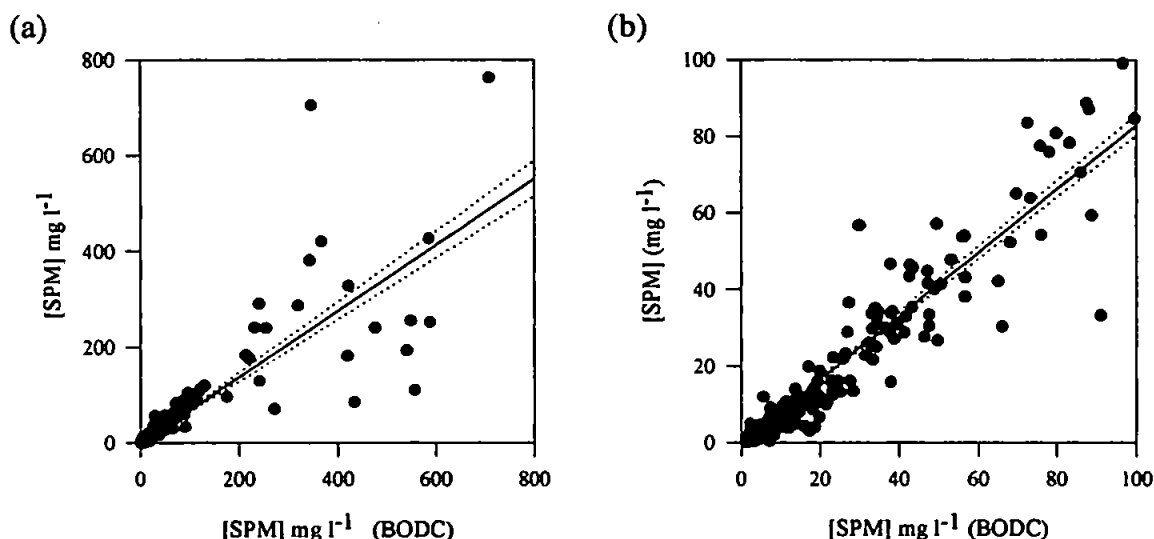 (a)
800
600
400
200
0
[SPM] mg l⁻¹
0 200 400 600 800
[SPM] mg l⁻¹ (BODC)
(b)
100
80
60
40
20
0
[SPM] (mg l⁻¹)
0 20 40 60 80 100
[SPM] mg l⁻¹ (BODC)